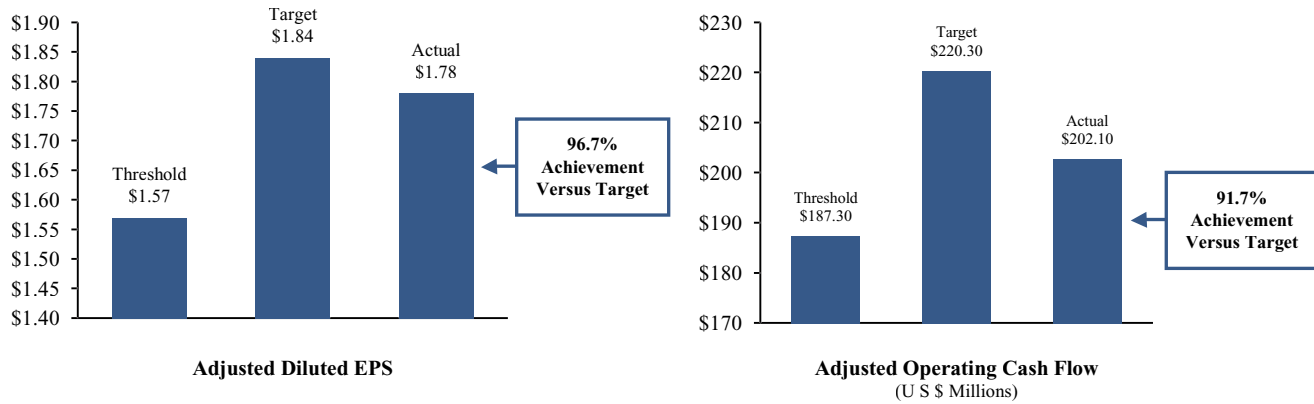 $1.90
$1.85
$1.80
$1.70
$1.65
$1.60
$1.55
$1.50
$1.45
$1.40
Target
$1.84
Actual
$1.78
Threshold
$1.57
96.7%
Achievement
Versus Target
Adjusted Diluted EPS
$230
$220
$210
$200
$190
$180
$170
Target
$220.30
Actual
$202.10
Threshold
$187.30
91.7%
Achievement
Versus Target
Adjusted Operating Cash Flow
(U S $ Millions)